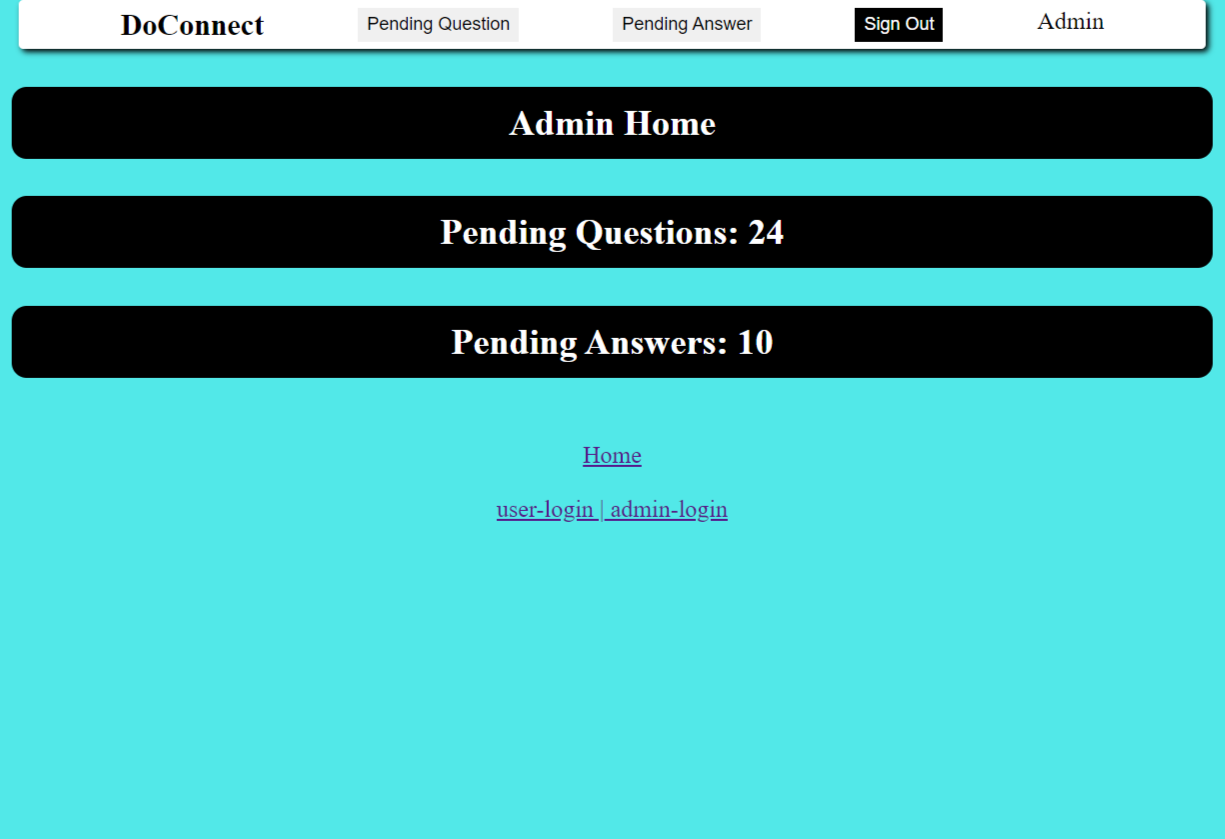 DoConnect Pending Question Pending Answer Sign Out Admin
Admin Home
Pending Questions: 24
Pending Answers: 10
Home
user-login | admin-login